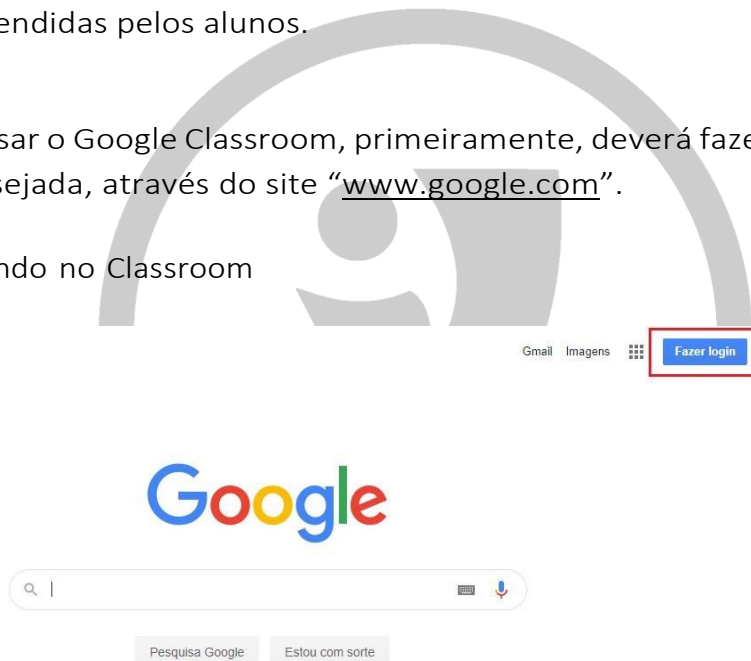 endidas pelos alunos.
sar o Google Classroom, primeiramente, deverá faze
sejada, através do site “www.google.com”.
ndo no Classroom
Gmail Imagens Fazer login
Google
Pesquisa Google Estou com sorte